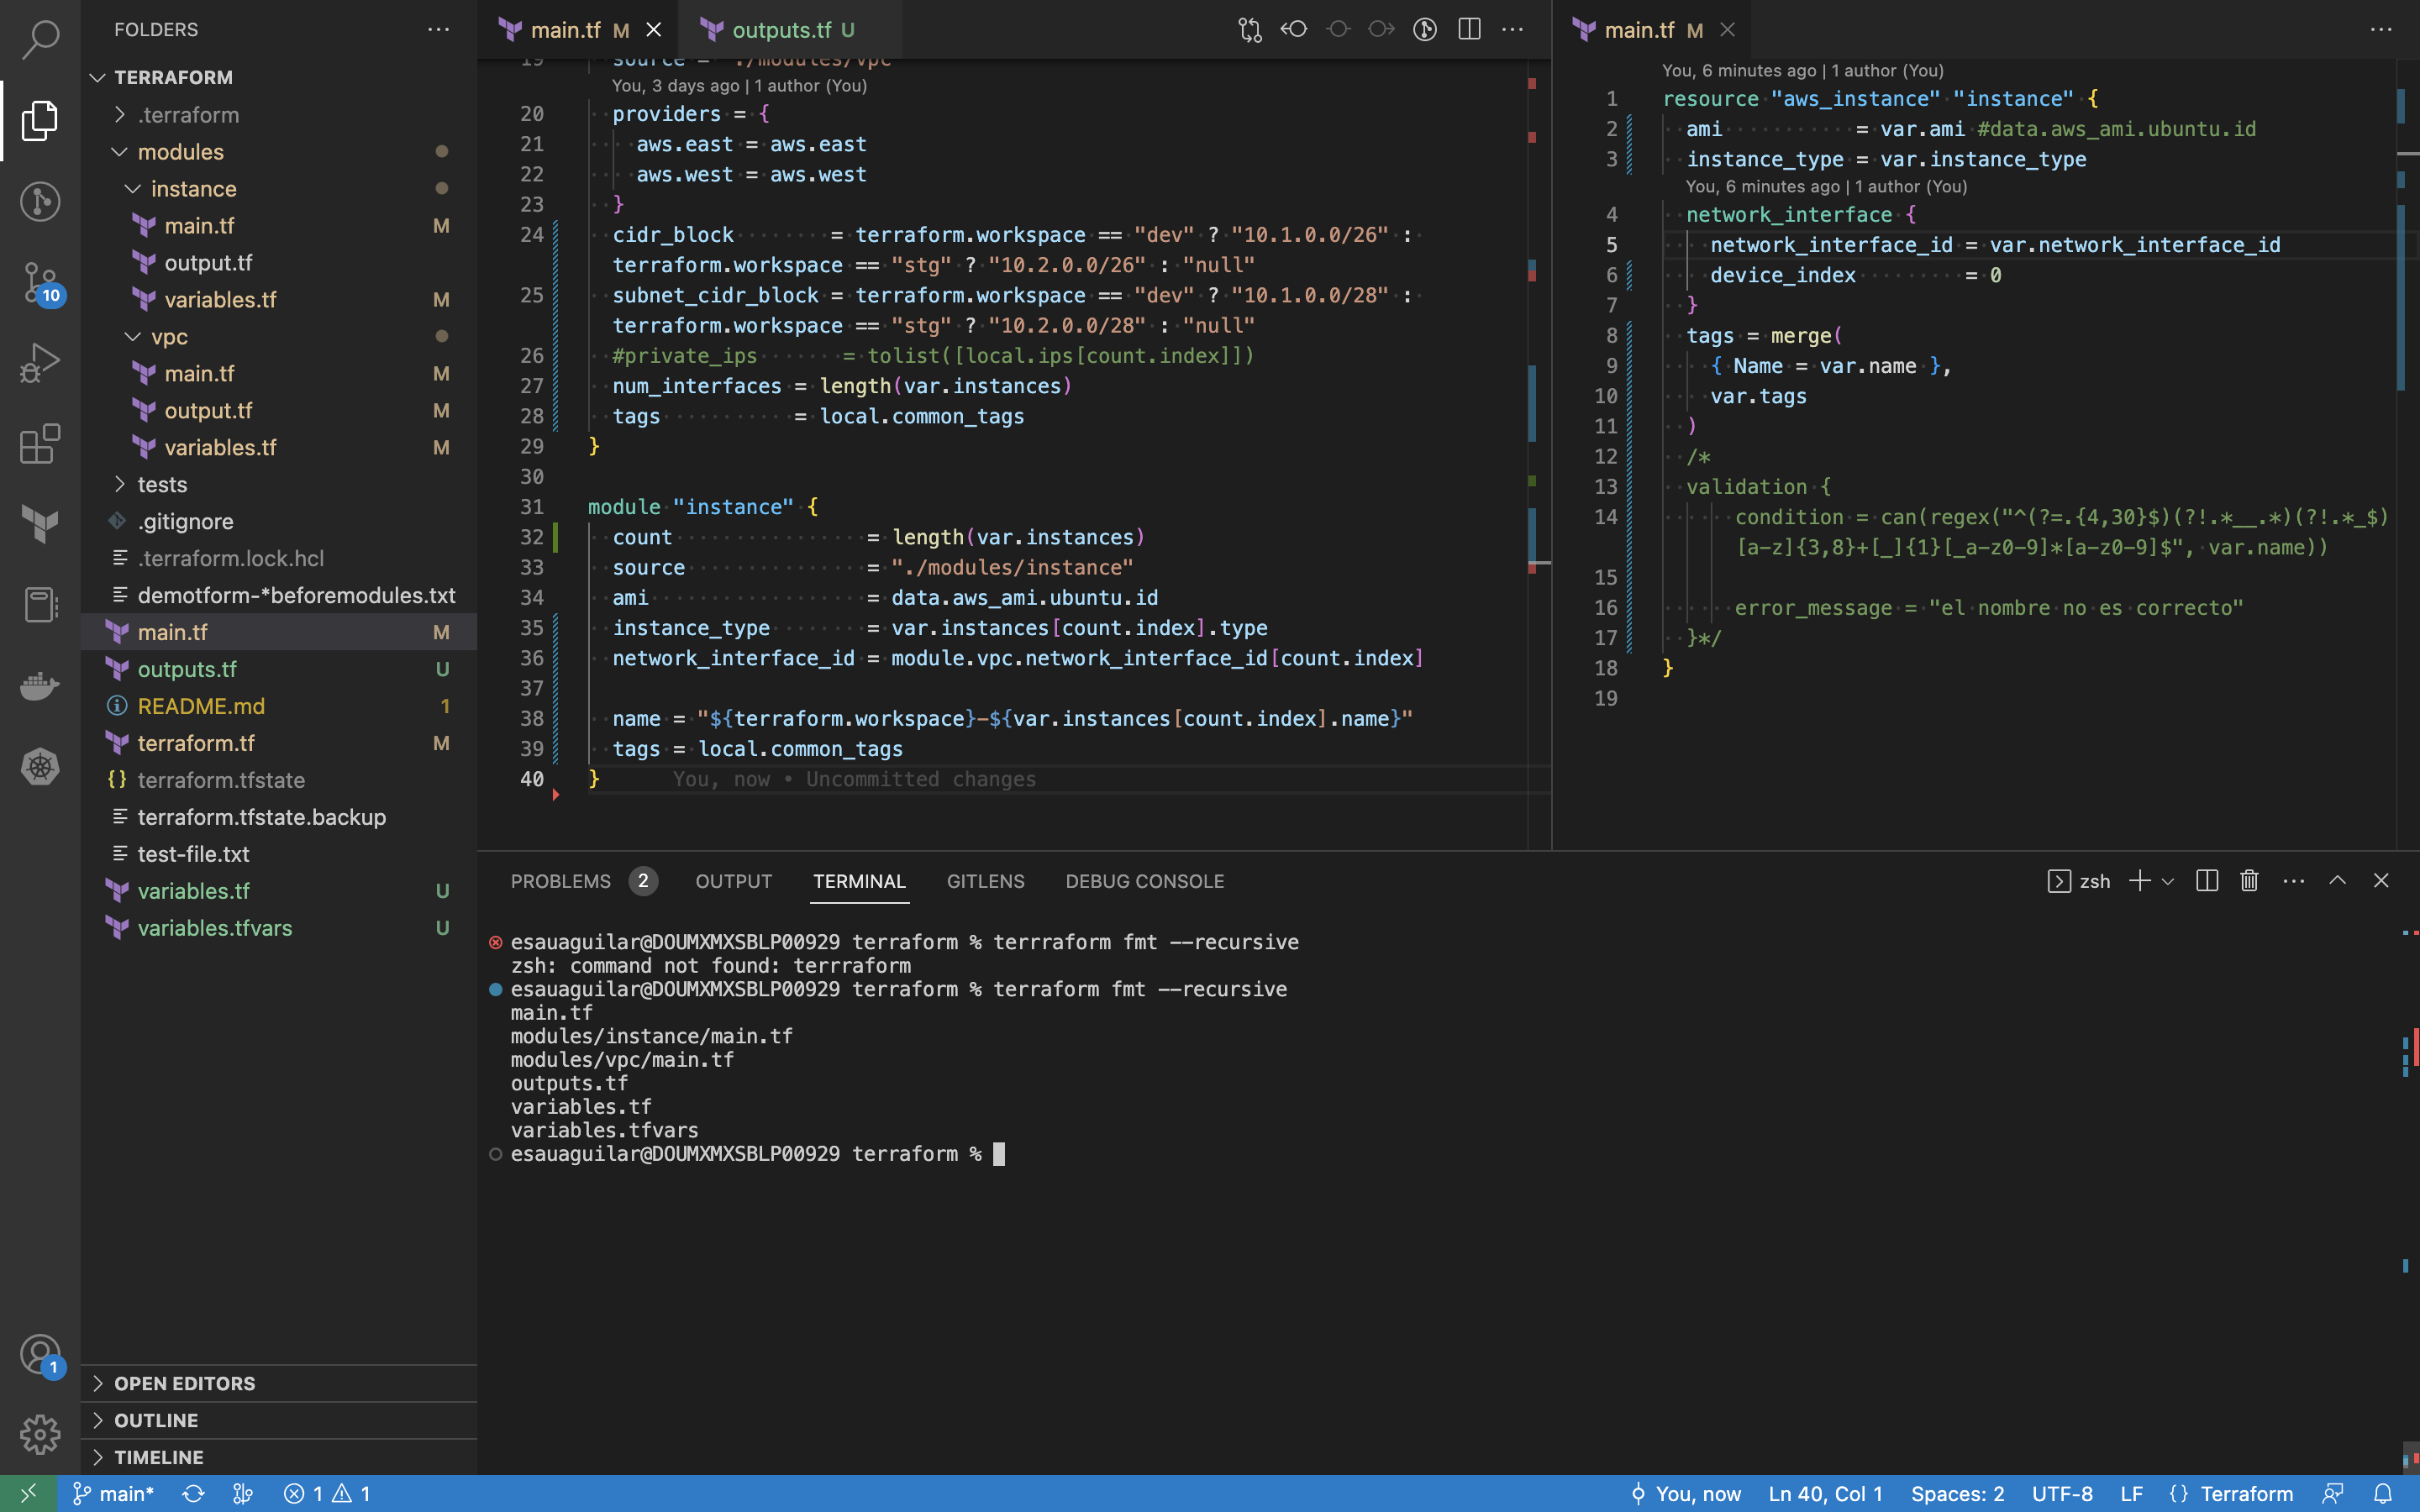 FOLDERS
TERRAFORM
.terraform
modules
instance
main.tf M
output.tf
variables.tf M
vpc
main.tf M
output.tf M
variables.tf M
tests
.gitignore
.terraform.lock.hcl
demotform-*beforemodules.txt
main.tf M
outputs.tf U
README.md 1
terraform.tf M
terraform.tfstate
terraform.tfstate.backup
test-file.txt
variables.tf U
variables.tfvars U
OPEN EDITORS
OUTLINE
TIMELINE
10
1
main.tf M
outputs.tf U
19 source = "./modules/vpc"
You, 3 days ago | 1 author (You)
20 providers = {
21 aws.east = aws.east
22 aws.west = aws.west
23 }
24 cidr_block = terraform.workspace == "dev" ? "10.1.0.0/26" :
terraform.workspace == "stg" ? "10.2.0.0/26" : "null"
25 subnet_cidr_block = terraform.workspace == "dev" ? "10.1.0.0/28" :
terraform.workspace == "stg" ? "10.2.0.0/28" : "null"
26 #private_ips = tolist([local.ips[count.index]])
27 num_interfaces = length(var.instances)
28 tags = local.common_tags
29 }
30
31 module "instance" {
32 count = length(var.instances)
33 source = "./modules/instance"
34 ami = data.aws_ami.ubuntu.id
35 instance_type = var.instances[count.index].type
36 network_interface_id = module.vpc.network_interface_id[count.index]
37
38 name = "${terraform.workspace}-${var.instances[count.index].name}"
39 tags = local.common_tags
40 } You, now • Uncommitted changes
main.tf M
You, 6 minutes ago | 1 author (You)
1 resource "aws_instance" "instance" {
2 ami = var.ami #data.aws_ami.ubuntu.id
3 instance_type = var.instance_type
You, 6 minutes ago | 1 author (You)
4 network_interface {
5 network_interface_id = var.network_interface_id
6 device_index = 0
7 }
8 tags = merge(
9 { Name = var.name },
10 var.tags
11 )
12 /*
13 validation {
14 condition = can(regex("^(?=.{4,30}$)(?!.*__.*)(?!.*_$)
[a-z]{3,8}+[_]{1}[_a-z0-9]*[a-z0-9]$", var.name))
15
16 error_message = "el nombre no es correcto"
17 }*/
18 }
19
PROBLEMS 2 OUTPUT TERMINAL GITLENS DEBUG CONSOLE
zsh
esauaguilar@DOUMXMXSBLP00929 terraform % terrraform fmt --recursive
zsh: command not found: terrraform
esauaguilar@DOUMXMXSBLP00929 terraform % terraform fmt --recursive
main.tf
modules/instance/main.tf
modules/vpc/main.tf
outputs.tf
variables.tf
variables.tfvars
esauaguilar@DOUMXMXSBLP00929 terraform %
main* 1 1 You, now Ln 40, Col 1 Spaces: 2 UTF-8 LF {} Terraform